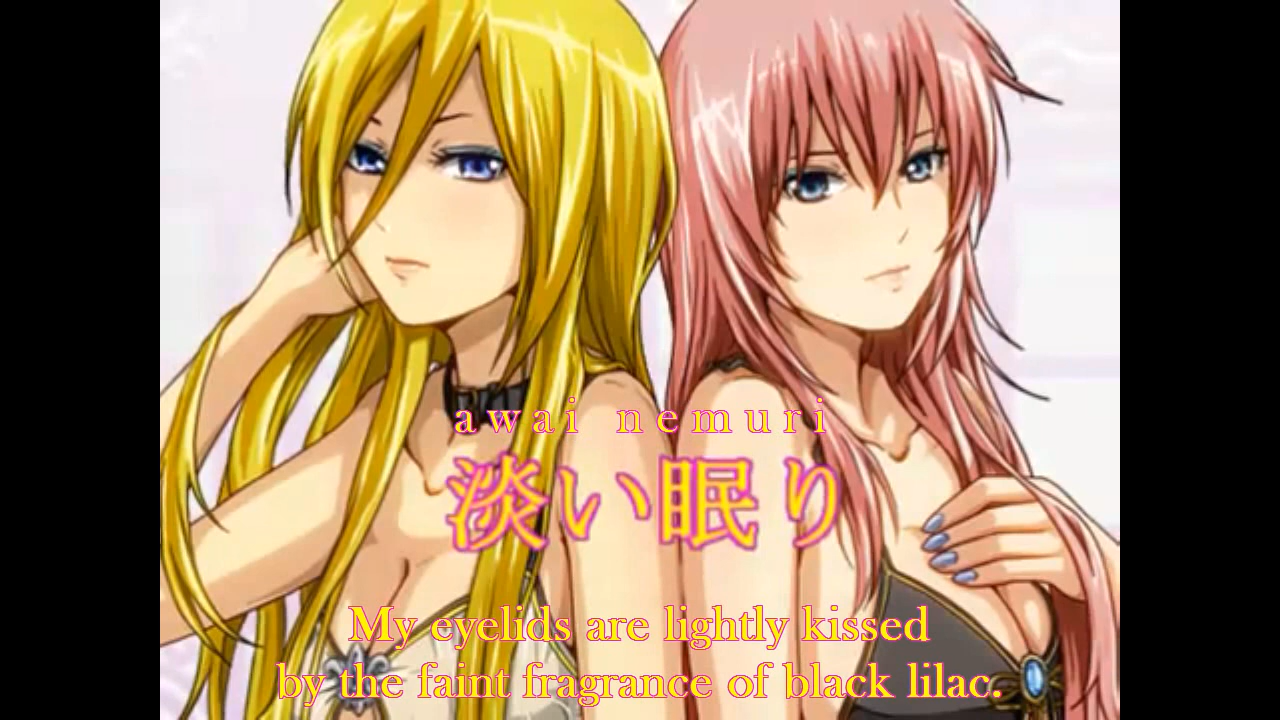 awai nemuri
淡い眠り
My eyelids are lightly kissed
by the faint fragrance of black lilac.